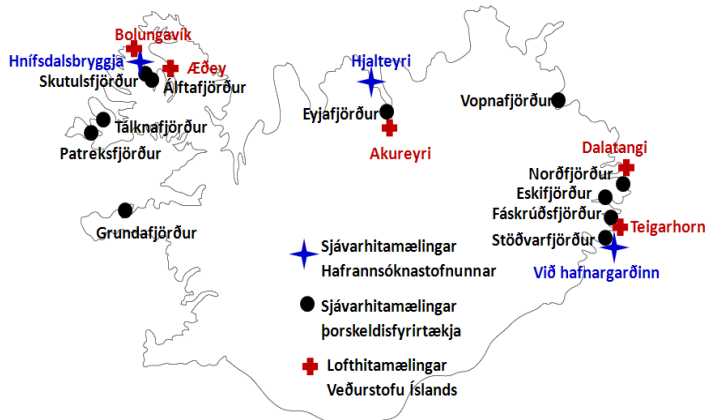 Bolungavík
Hnífsdalsbryggja
Æðey
Skutulsfjörður
Álftafjörður
Tálknafjörður
Patreksfjörður
Grundafjörður
Hjalteyri
Eyjafjörður
Akureyri
Vopnafjörður
Dalatangi
Norðfjörður
Eskifjörður
Fáskrúðsfjörður
Teigarhorn
Stöðvarfjörður
Við hafnargarðinn
Sjávarhitamælingar
Hafrannsóknastofnunnar
Sjávarhitamælingar
þorskeldisfyrirtækja
Lofthitamælingar
Veðurstofu Íslands